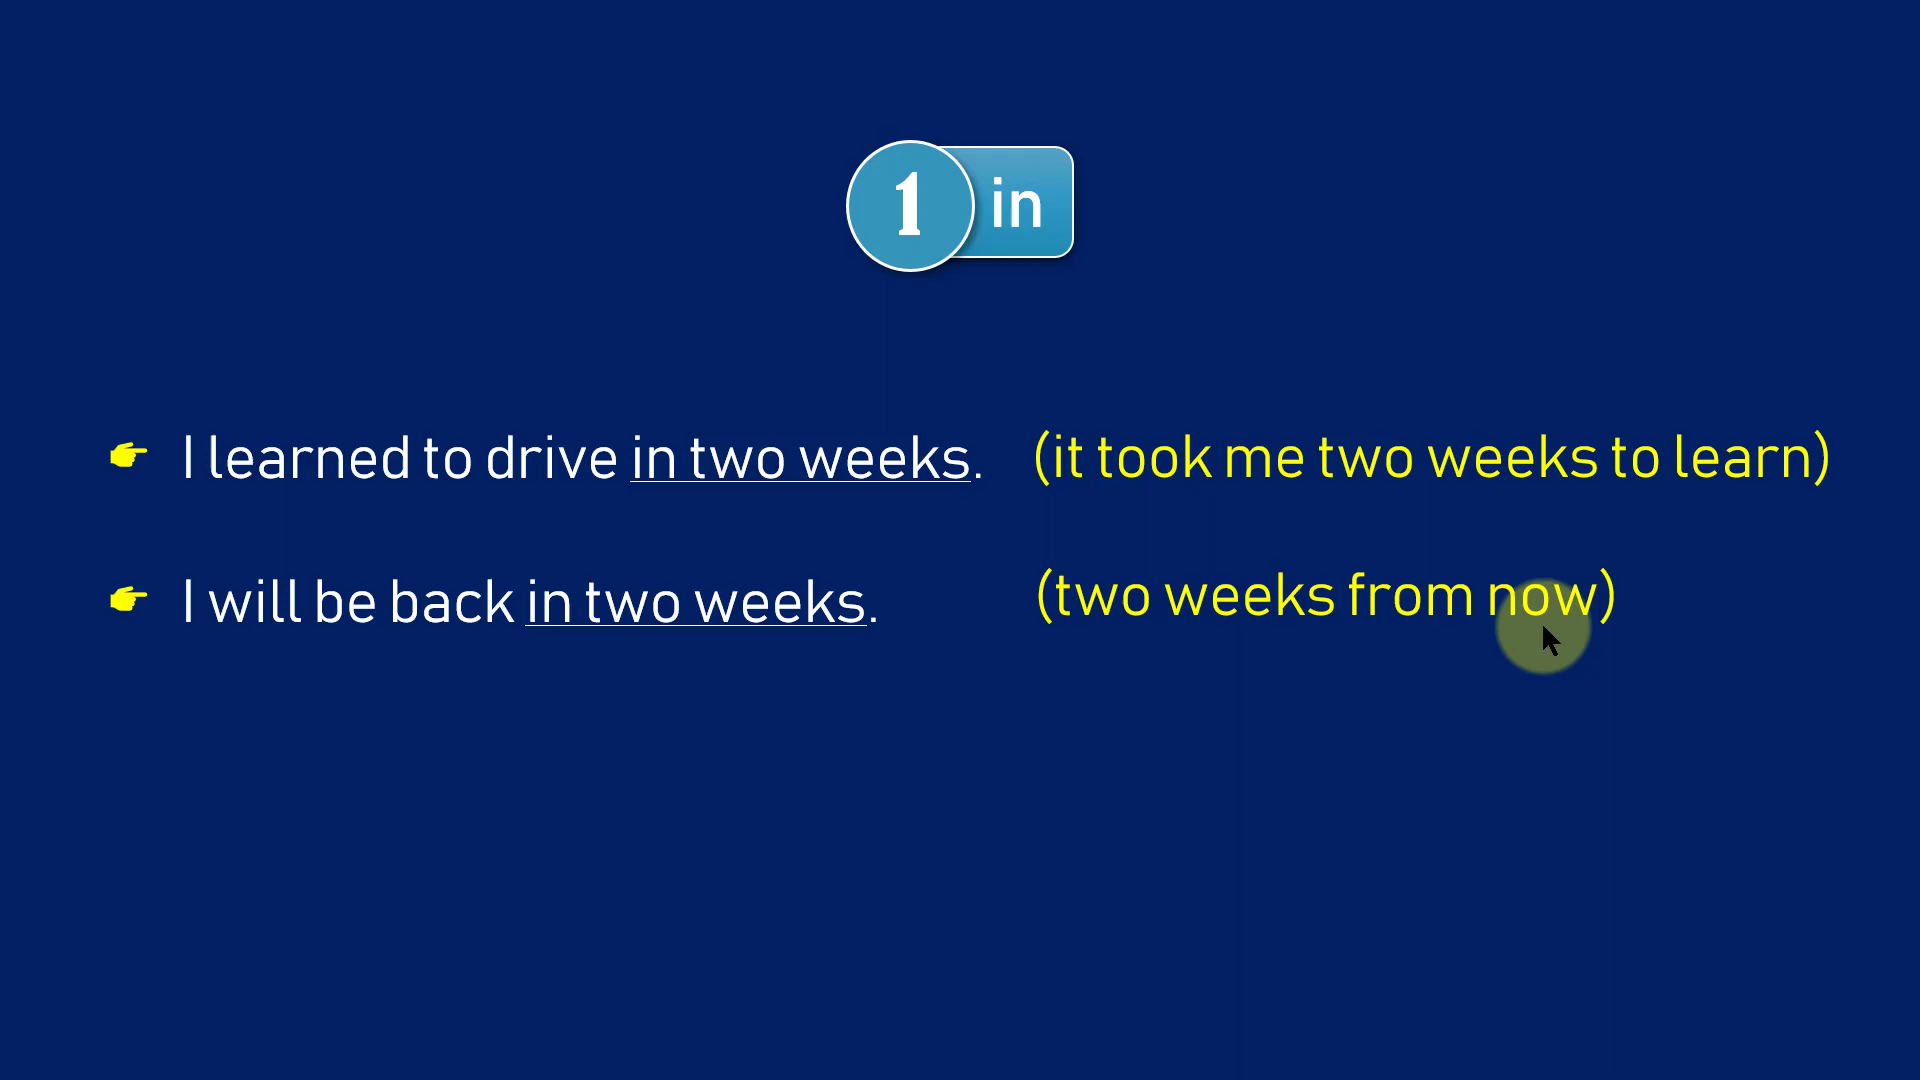 1 in
I learned to drive in two weeks. (it took me two weeks to learn)
I will be back in two weeks. (two weeks from now)